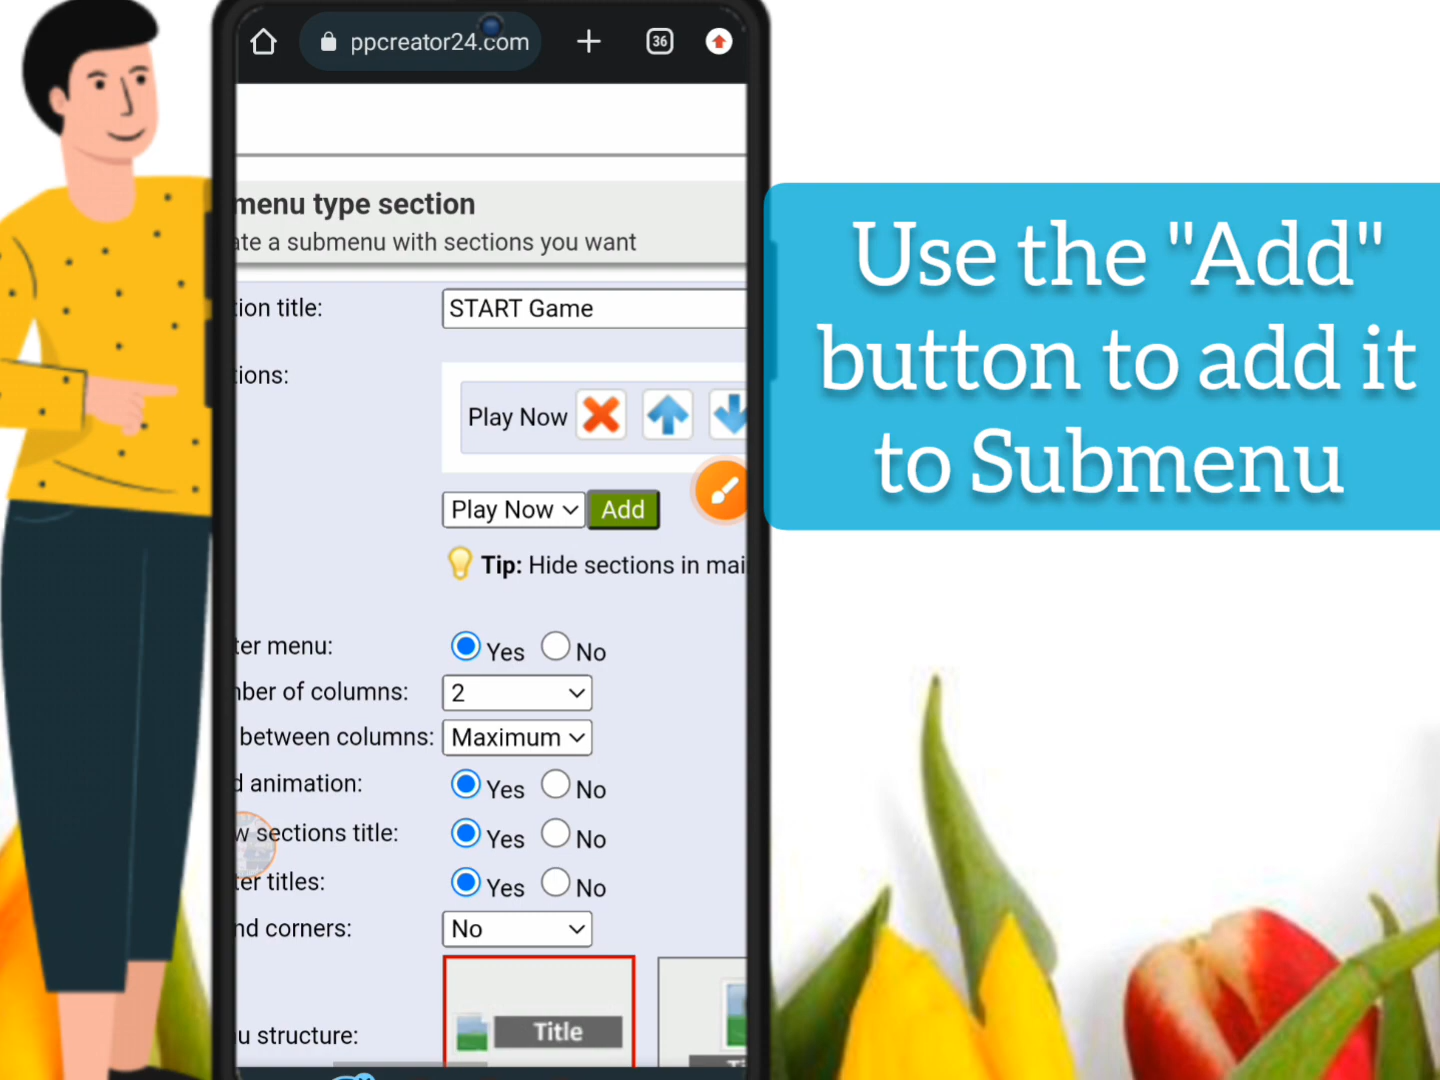 ppcreator24.com
36
menu type section
ate a submenu with sections you want
ion title:
START Game
ions:
Play Now
Play Now
Add
Tip: Hide sections in mai
ter menu:
Yes
No
nber of columns:
2
between columns:
Maximum
d animation:
Yes
No
w sections title:
Yes
No
ter titles:
Yes
No
nd corners:
No
u structure:
Title
Use the "Add"
button to add it
to Submenu